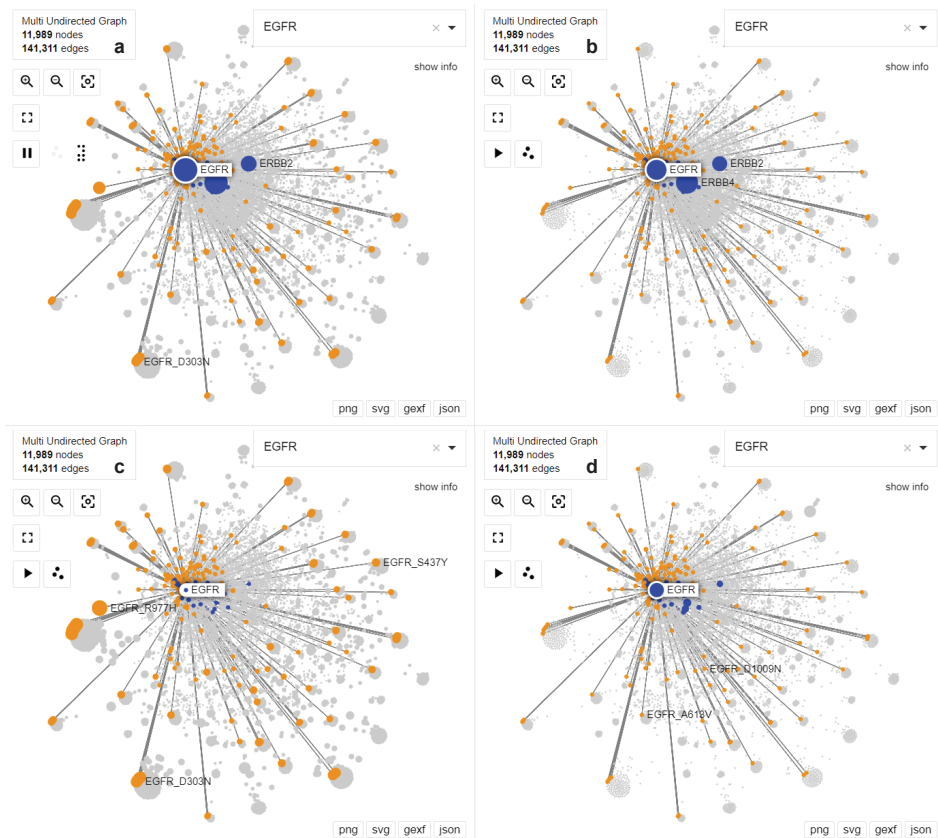 Multi Undirected Graph
11,989 nodes
141,311 edges
a
EGFR
show info
EGFR
ERBB2
EGFR_D303N
png svg gexf json
Multi Undirected Graph
11,989 nodes
141,311 edges
b
EGFR
show info
EGFR
ERBB2
ERBB4
png svg gexf json
Multi Undirected Graph
11,989 nodes
141,311 edges
c
EGFR
show info
EGFR_S437Y
EGFR
EGFR_R977H
EGFR_D303N
png svg gexf json
Multi Undirected Graph
11,989 nodes
141,311 edges
d
EGFR
show info
EGFR
EGFR_D1009N
EGFR_A613V
png svg gexf json